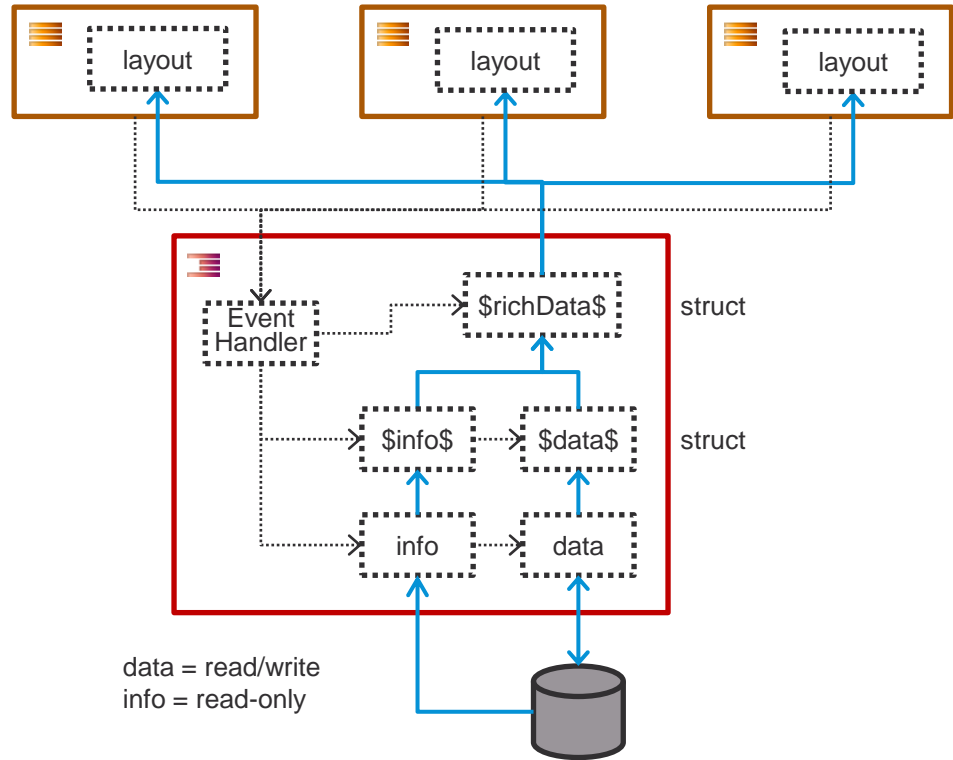 layout
layout
layout
$richData$
struct
Event
Handler
$info$
$data$
struct
info
data
data = read/write
info = read-only